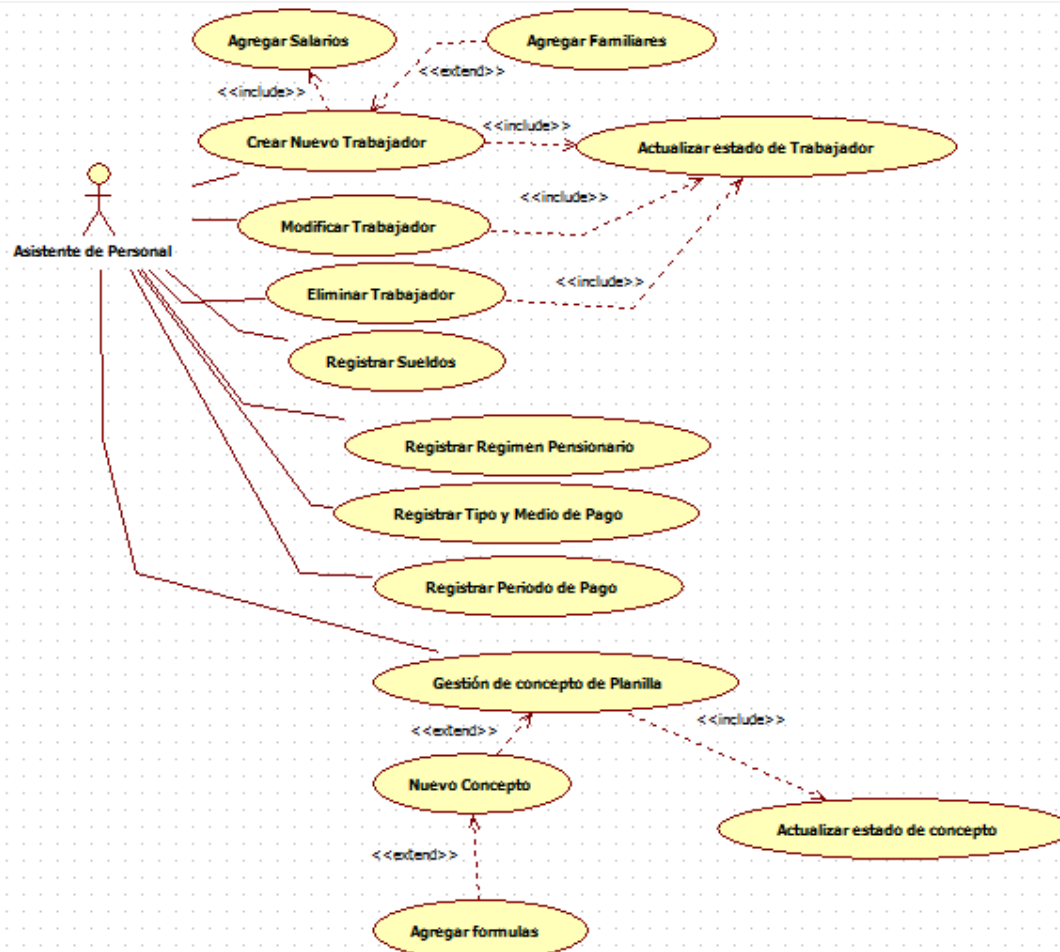 Agregar Salarios
Agregar Familiares
<<extend>>
<<include>>
Crear Nuevo Trabajador
<<include>>
Actualizar estado de Trabajador
<<include>>
Modificar Trabajador
Asistente de Personal
<<include>>
Eliminar Trabajador
Registrar Sueldos
Registrar Regimen Pensionario
Registrar Tipo y Medio de Pago
Registrar Periodo de Pago
Gestión de concepto de Planilla
<<extend>>
<<include>>
Nuevo Concepto
Actualizar estado de concepto
<<extend>>
Agregar formulas